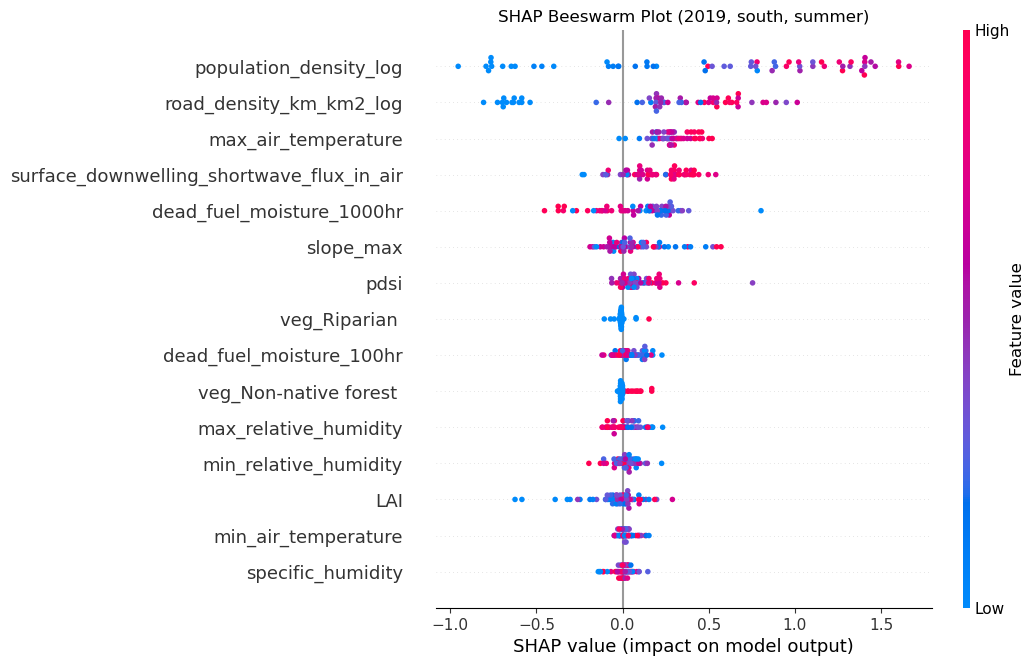 SHAP Beeswarm Plot (2019, south, summer)
High
population_density_log
road_density_km_km2_log
max_air_temperature
surface_downwelling_shortwave_flux_in_air
dead_fuel_moisture_1000hr
slope_max
pdsi
veg_Riparian
dead_fuel_moisture_100hr
veg_Non-native forest
max_relative_humidity
min_relative_humidity
LAI
min_air_temperature
specific_humidity
Feature value
Low
−1.0 −0.5 0.0 0.5 1.0 1.5
SHAP value (impact on model output)